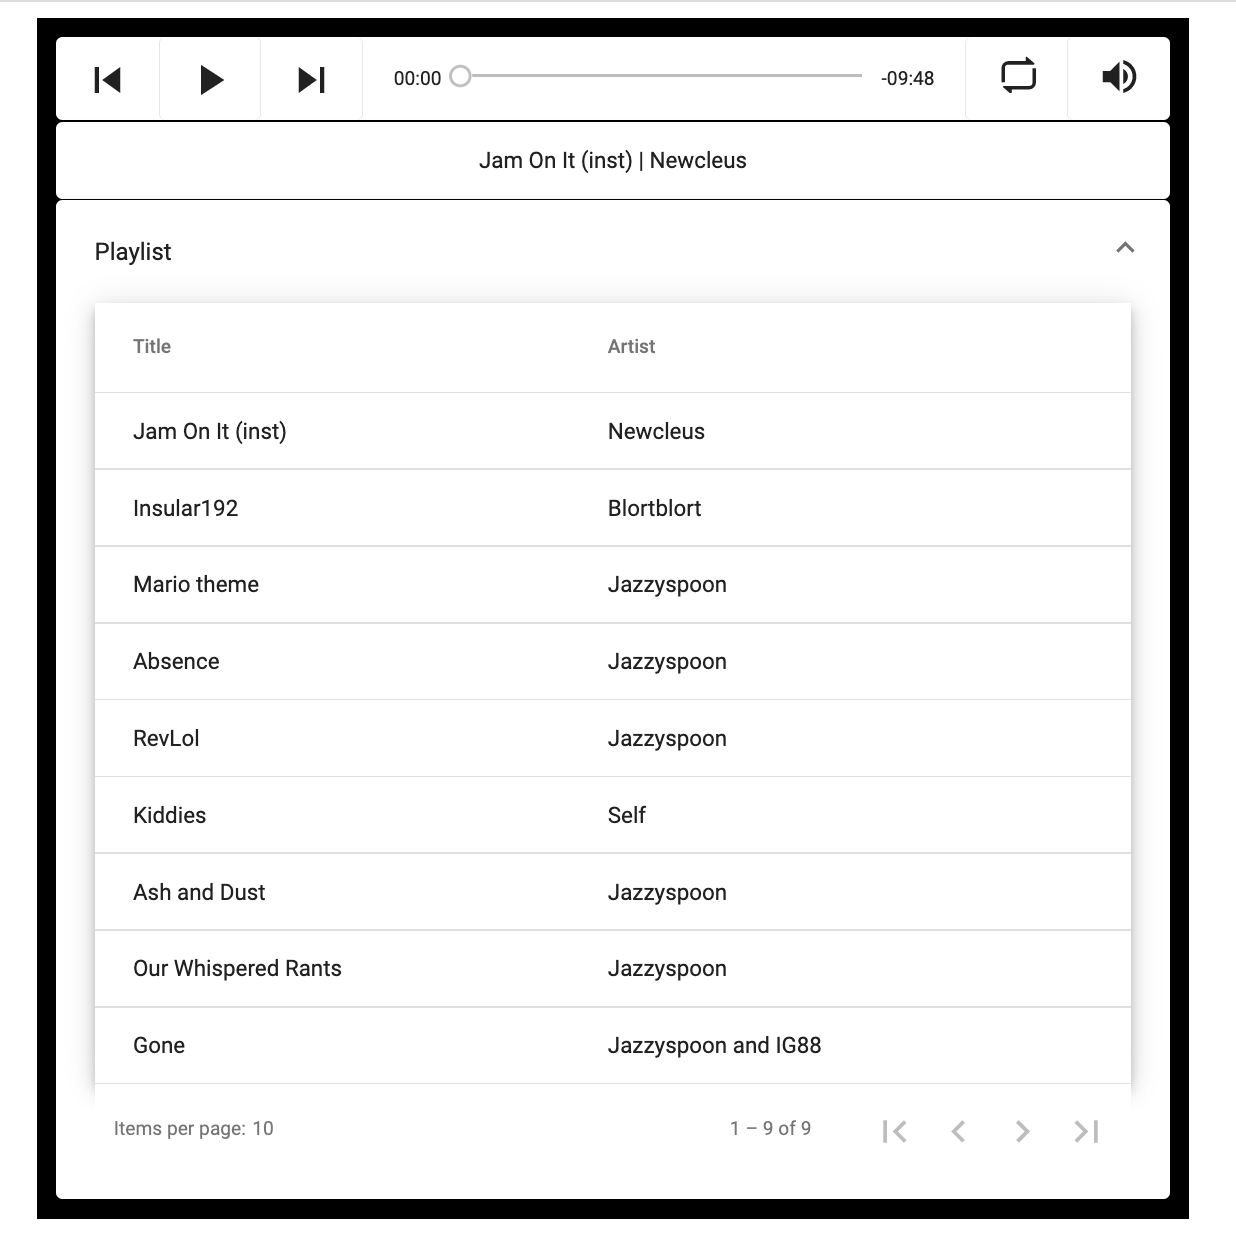 00:00 -09:48
Jam On It (inst) | Newcleus
Playlist
Title Artist
Jam On It (inst) Newcleus
Insular192 Blortblort
Mario theme Jazzyspoon
Absence Jazzyspoon
RevLol Jazzyspoon
Kiddies Self
Ash and Dust Jazzyspoon
Our Whispered Rants Jazzyspoon
Gone Jazzyspoon and IG88
Items per page: 10 1 – 9 of 9